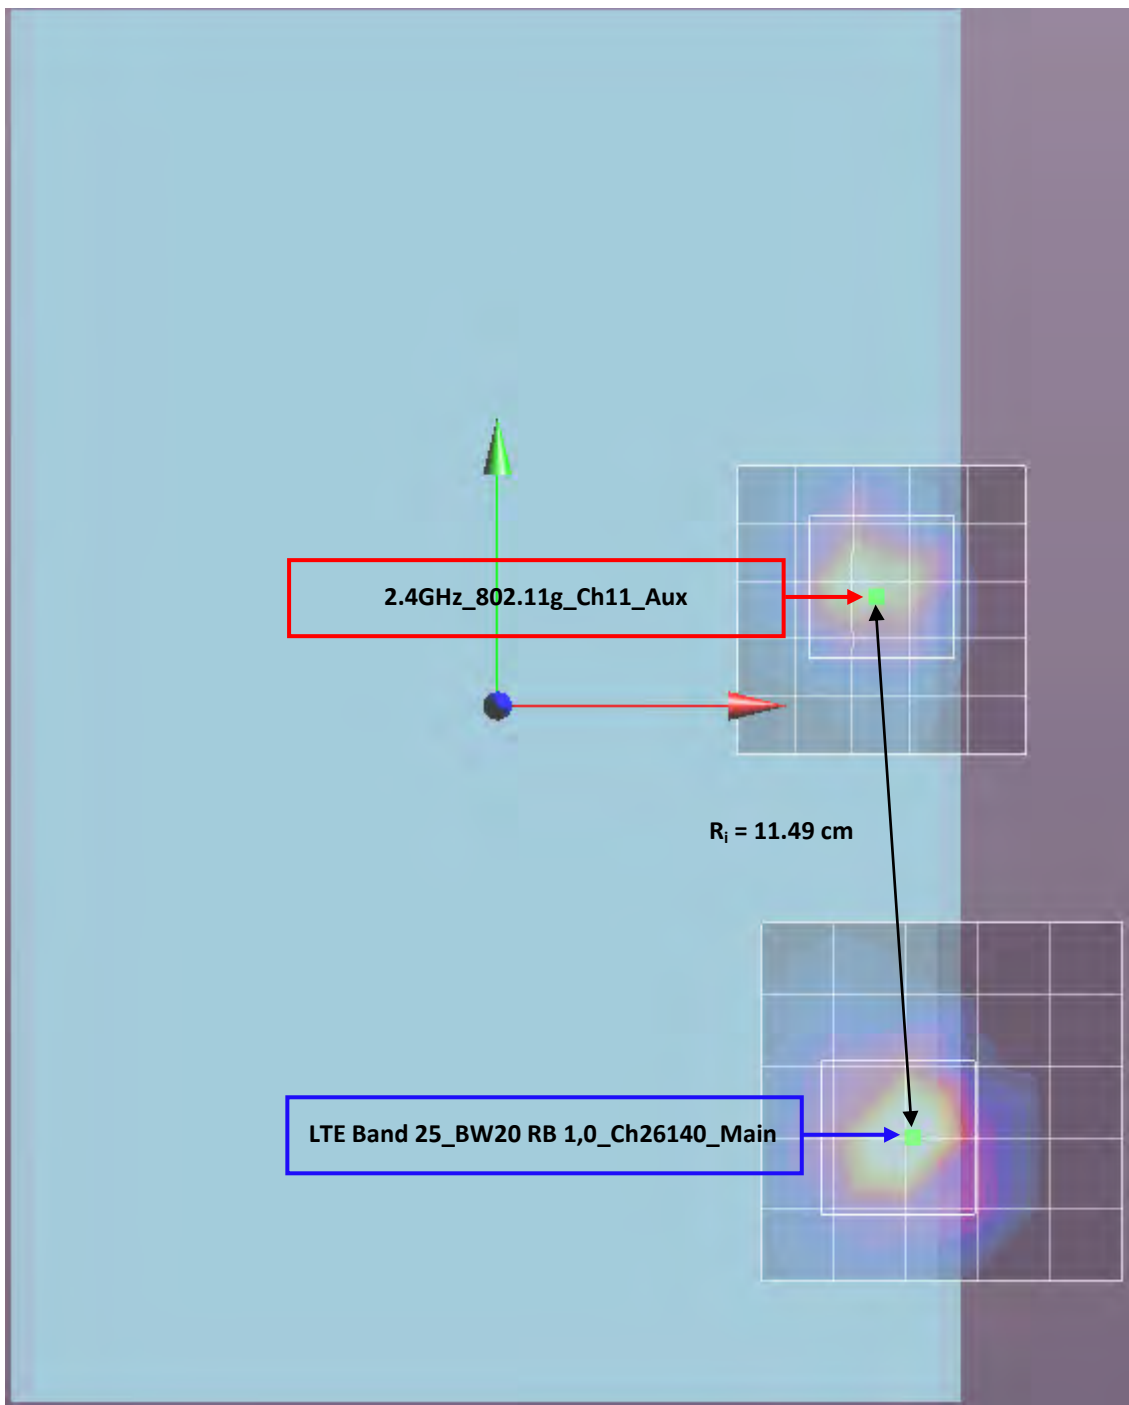 2.4GHz_802.11g_Ch11_Aux
Rᵢ = 11.49 cm
LTE Band 25_BW20 RB 1,0_Ch26140_Main